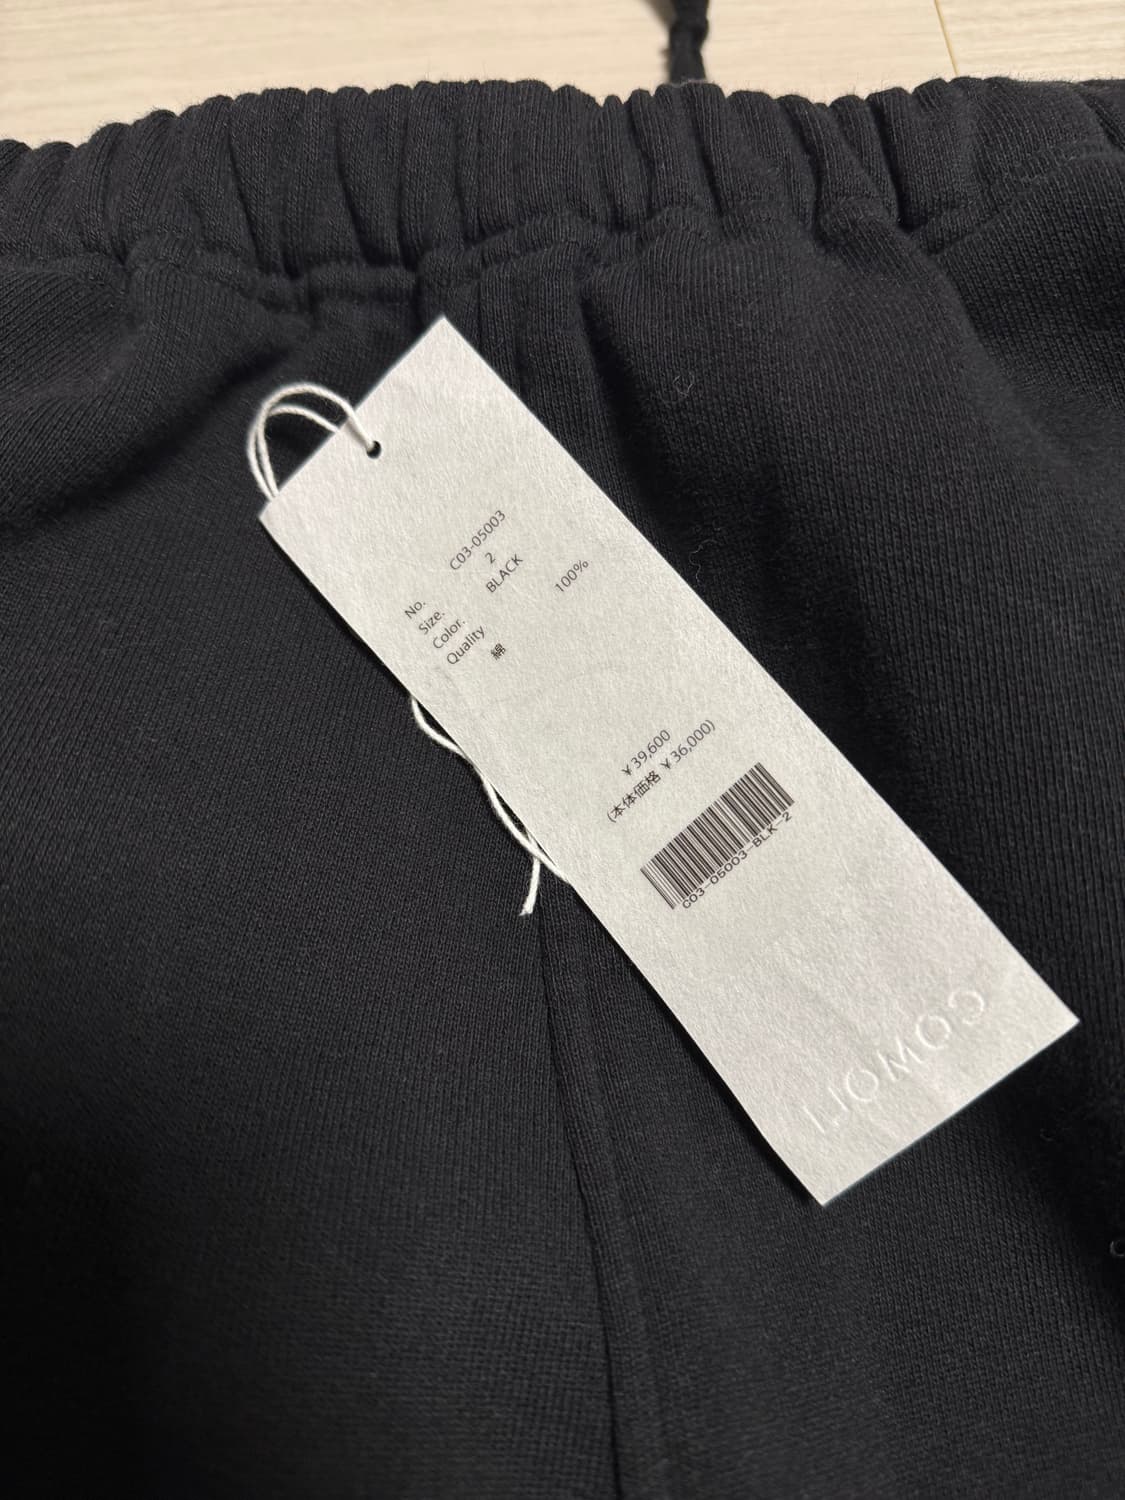 No. C03-05003
Size. 2
Color. BLACK
Quality
綿 100%
￥39,600
(本体価格 ￥36,000)
C03-05003-BLK-2
COMOLI